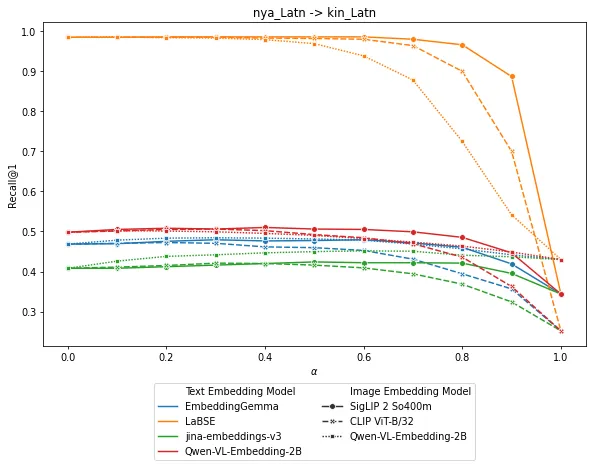 nya_Latn -> kin_Latn
1.0
0.9
0.8
0.7
0.6
0.5
0.4
0.3
Recall@1
0.0 0.2 0.4 0.6 0.8 1.0
α
Text Embedding Model Image Embedding Model
EmbeddingGemma SigLIP 2 So400m
LaBSE CLIP ViT-B/32
jina-embeddings-v3 Qwen-VL-Embedding-2B
Qwen-VL-Embedding-2B